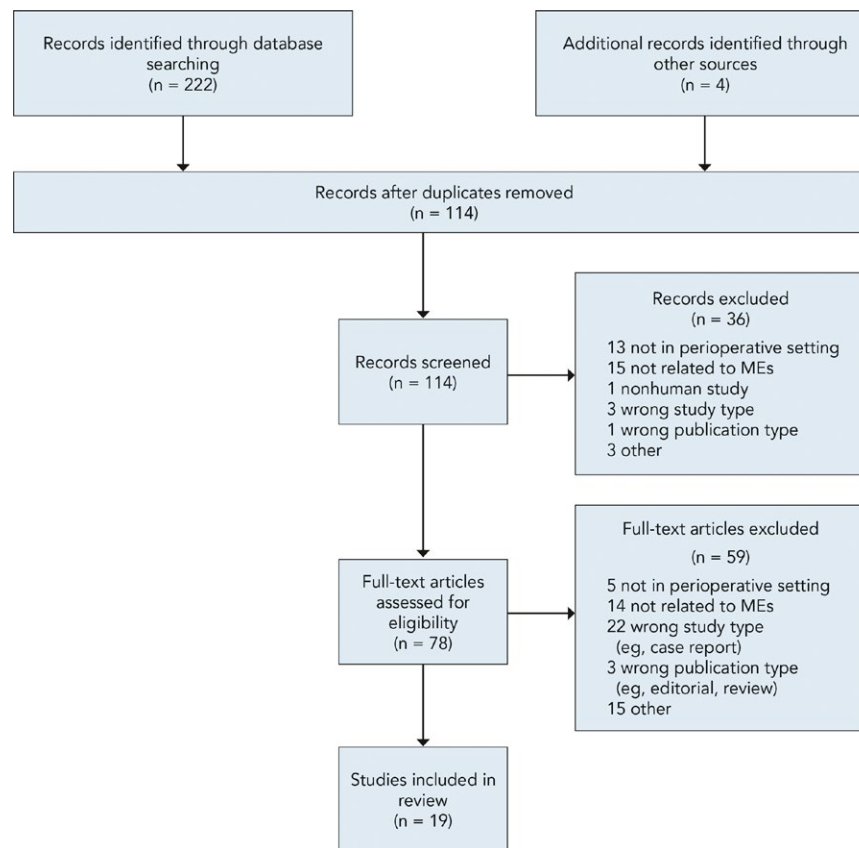 Records identified through database
searching
(n = 222)
Additional records identified through
other sources
(n = 4)
Records after duplicates removed
(n = 114)
Records screened
(n = 114)
Records excluded
(n = 36)
13 not in perioperative setting
15 not related to MEs
1 nonhuman study
3 wrong study type
1 wrong publication type
3 other
Full-text articles
assessed for
eligibility
(n = 78)
Full-text articles excluded
(n = 59)
5 not in perioperative setting
14 not related to MEs
22 wrong study type
(eg, case report)
3 wrong publication type
(eg, editorial, review)
15 other
Studies included in
review
(n = 19)